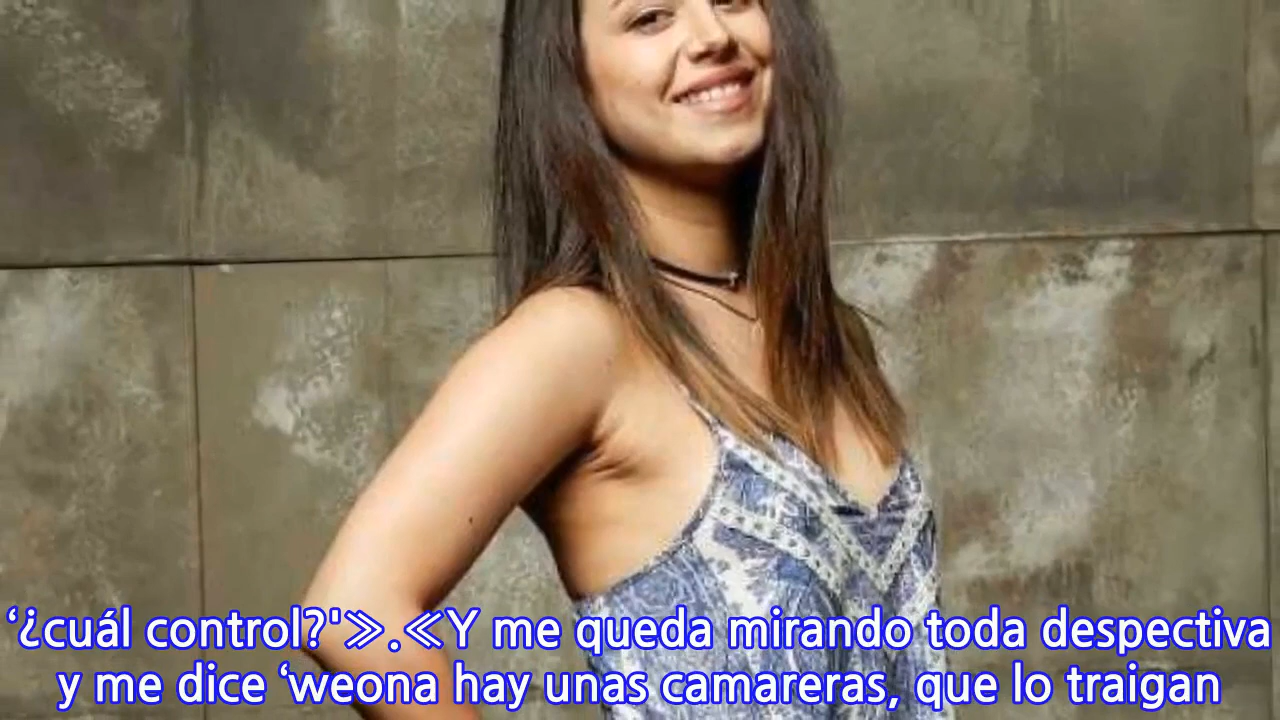 ‘¿cuál control?'≫.≪Y me queda mirando toda despectiva
y me dice ‘weona hay unas camareras, que lo traigan